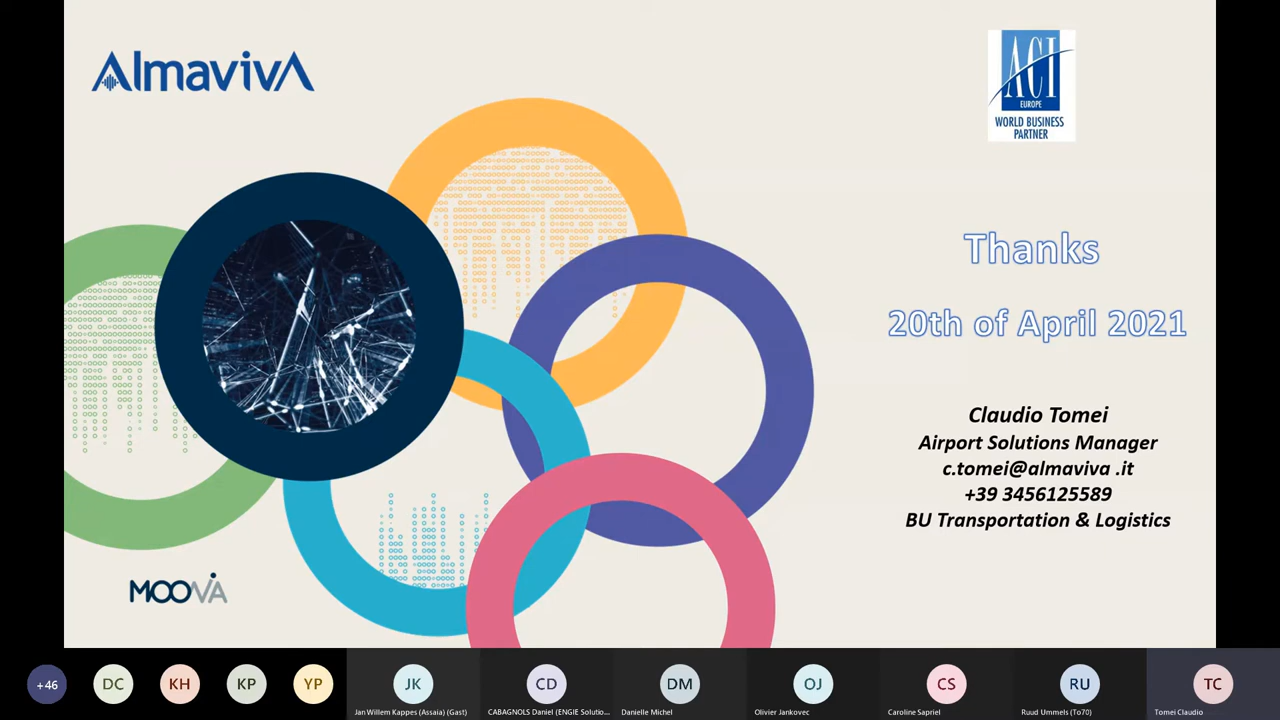 AlmavivA
ACI
EUROPE
WORLD BUSINESS
PARTNER
Thanks
20th of April 2021
Claudio Tomei
Airport Solutions Manager
c.tomei@almaviva .it
+39 3456125589
BU Transportation & Logistics
MOOVA
+46
DC
KH
KP
YP
JK
CD
DM
OJ
CS
RU
TC
Jan Willem Kappes (Assaia) (Gast)
CABAGNOLS Daniel (ENGIE Solutio...
Danielle Michel
Olivier Jankovec
Caroline Sapriel
Ruud Ummels (To70)
Tomei Claudio